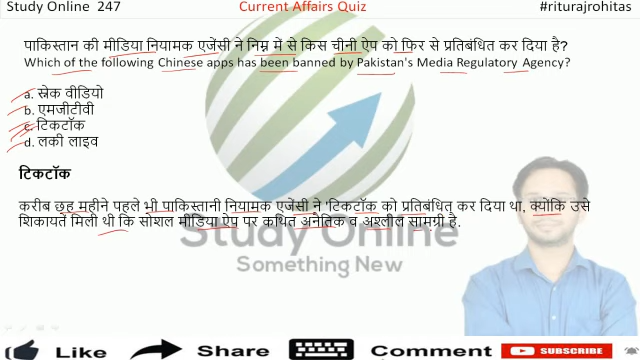 Study Online 247 Current Affairs Quiz #riturajrohitas
पाकिस्तान की मीडिया नियामक एजेंसी ने निम्न में से किस चीनी ऐप को फिर से प्रतिबंधित कर दिया है?
Which of the following Chinese apps has been banned by Pakistan's Media Regulatory Agency?
a. स्नेक वीडियो
b. एमजीटीवी
c. टिकटॉक
d. लकी लाइव
टिकटॉक
करीब छह महीने पहले भी पाकिस्तानी नियामक एजेंसी ने 'टिकटॉक को प्रतिबंधित कर दिया था, क्योंकि उसे
शिकायतें मिली थी कि सोशल मीडिया ऐप पर कथित अनैतिक व अश्लील सामग्री है.
Study Online
Something New
Like Share Comment SUBSCRIBE